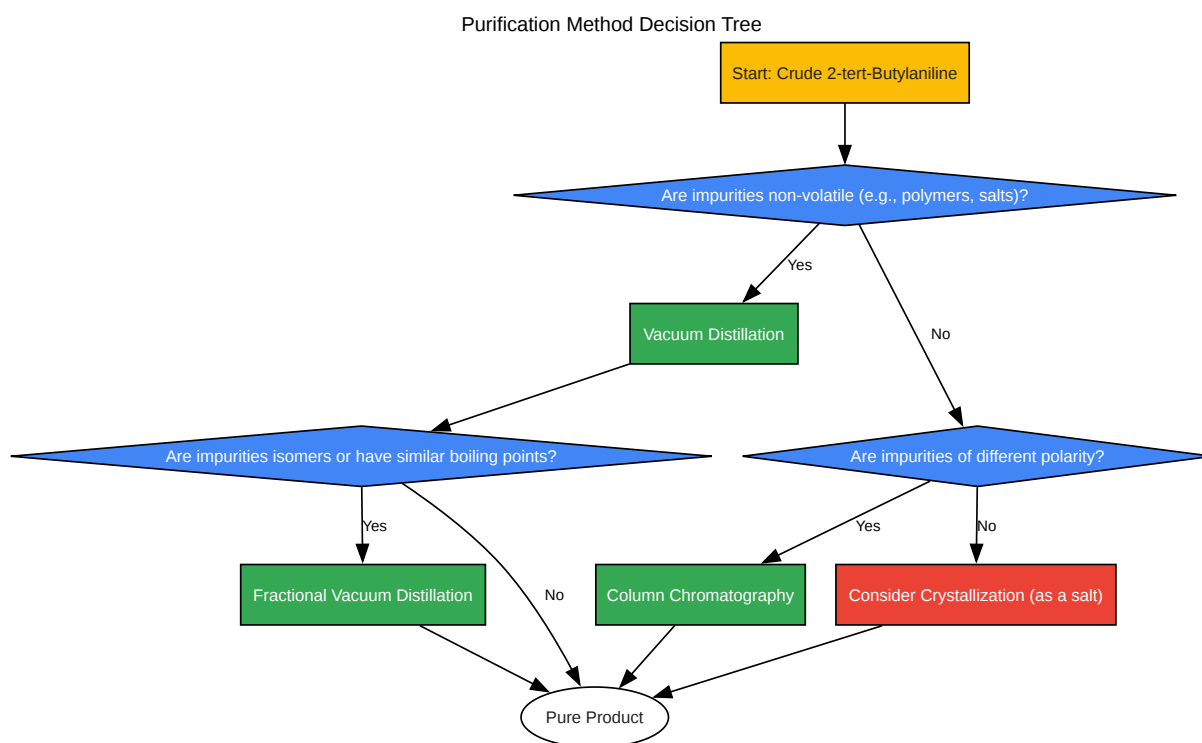 Purification Method Decision Tree
Start: Crude 2-tert-Butylaniline
Are impurities non-volatile (e.g., polymers, salts)?
Yes
No
Vacuum Distillation
Are impurities isomers or have similar boiling points?
Are impurities of different polarity?
Yes
No
Yes
No
Fractional Vacuum Distillation
Column Chromatography
Consider Crystallization (as a salt)
Pure Product